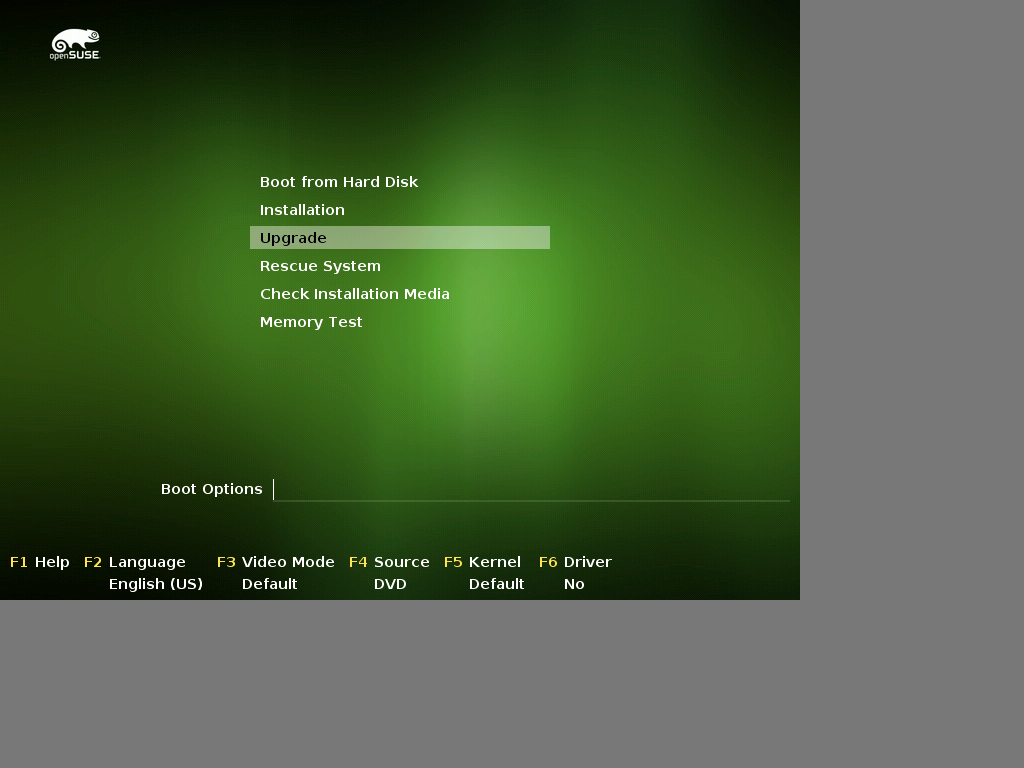 openSUSE
Boot from Hard Disk
Installation
Upgrade
Rescue System
Check Installation Media
Memory Test
Boot Options
F1 Help F2 Language F3 Video Mode F4 Source F5 Kernel F6 Driver
English (US) Default DVD Default No